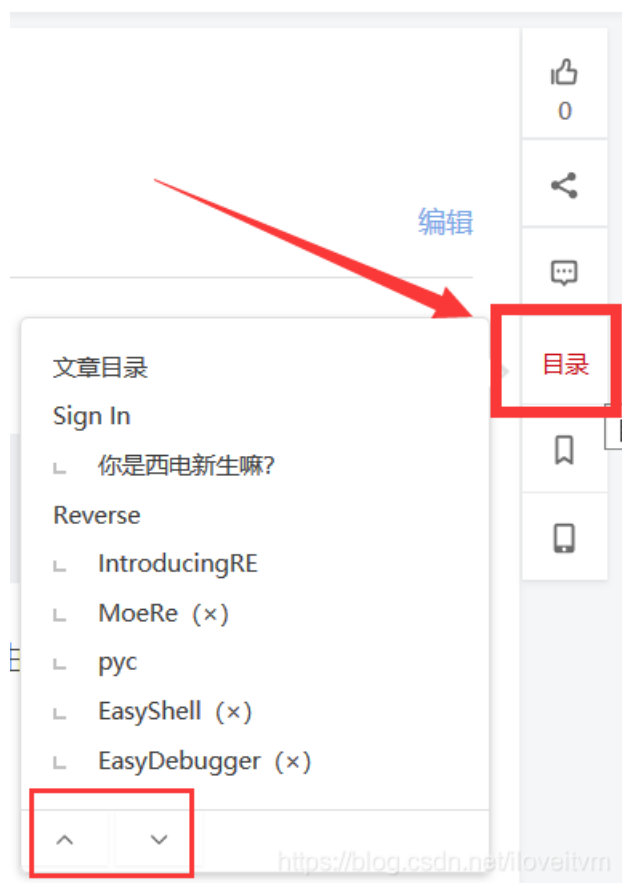 0
编辑
目录
文章目录
Sign In
你是西电新生嘛?
Reverse
IntroducingRE
MoeRe（×）
pyc
EasyShell（×）
EasyDebugger（×）
https://blog.csdn.net/iloveitvm